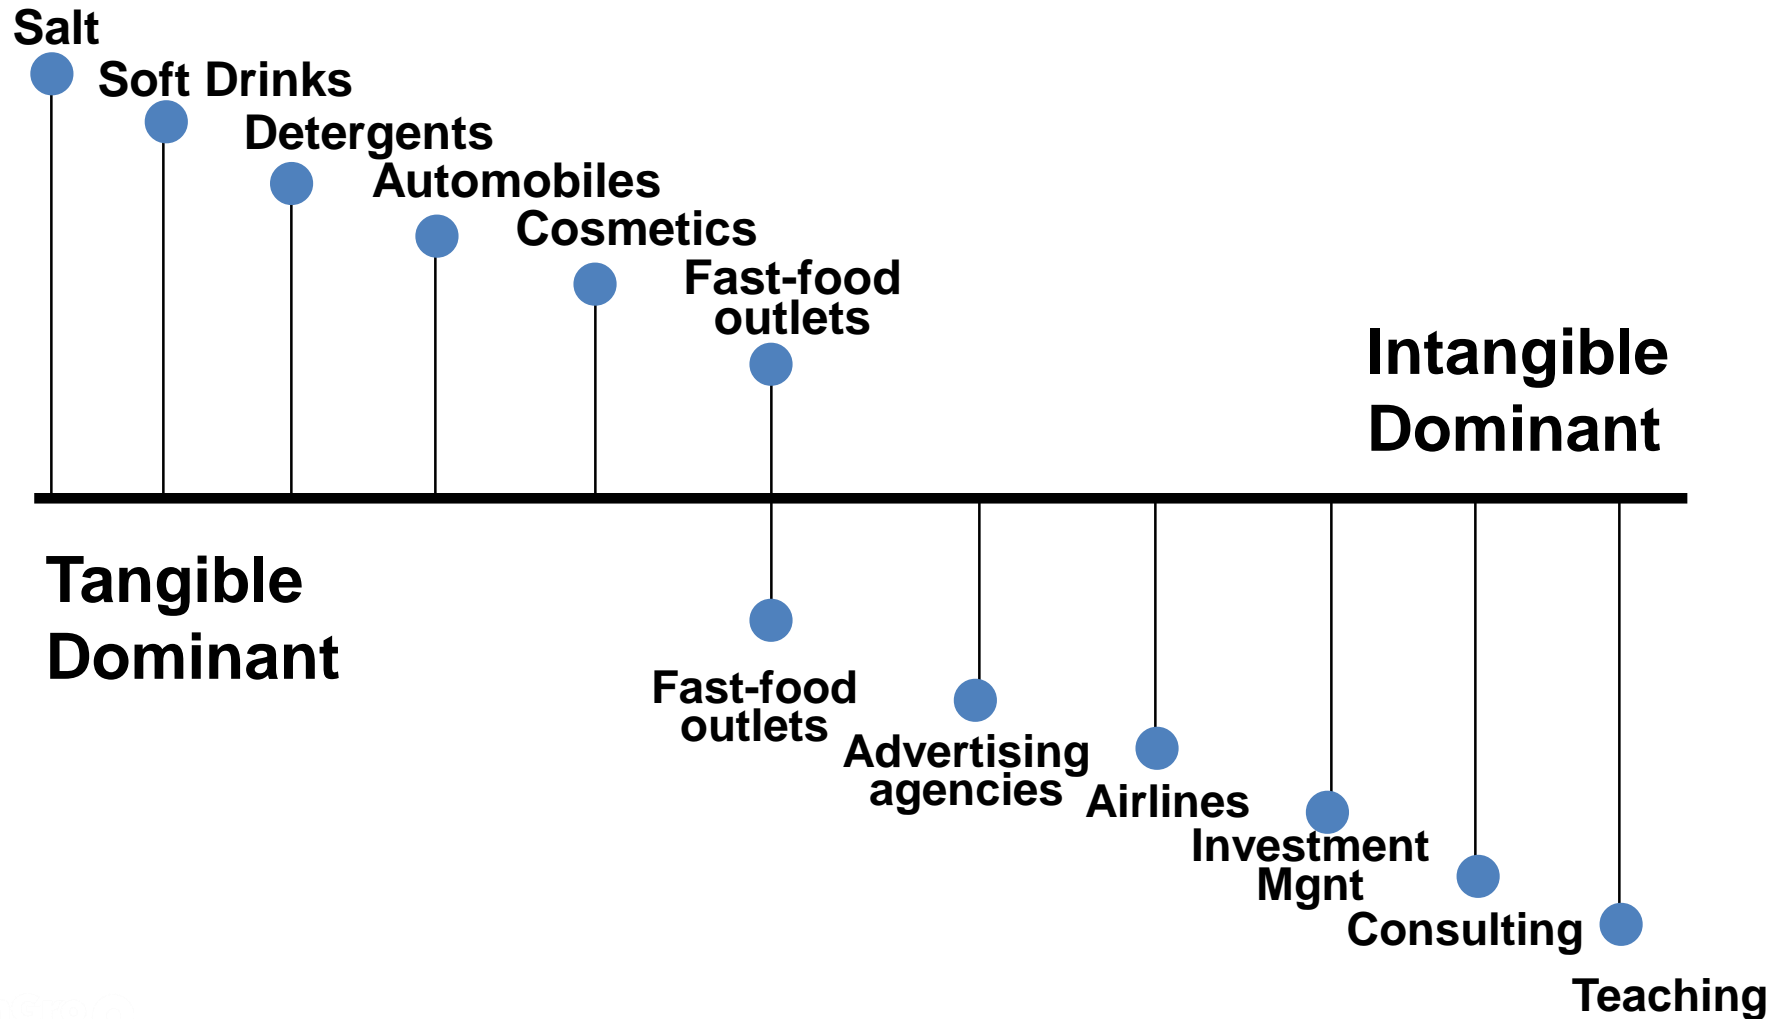 Salt
Soft Drinks
Detergents
Automobiles
Cosmetics
Fast-food
outlets
Intangible
Dominant
Tangible
Dominant
Fast-food
outlets
Advertising
agencies
Airlines
Investment
Mgnt
Consulting
Teaching